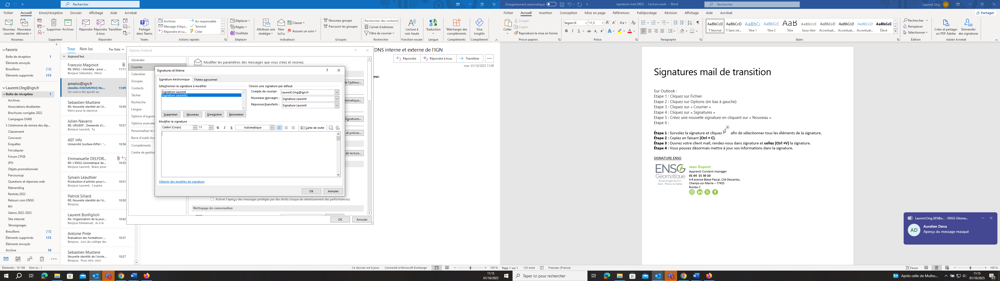 Rechercher
Fichier Accueil Envoi/réception Dossier Affichage Aide Acrobat
Nouveau courrier
Nouveaux éléments
Supprimer
Archiver
Répondre
Répondre à tous
Transférer
Partager dans Teams
Archives
Message d'équi...
Répondre et su...
Au responsable
Terminé
Créer
Déplacer
Règles
OneNote
Attribuer une stratégie
Non lu/Lu
Classer
Assurer un suivi
Nouveau groupe
Parcourir les groupes
Rechercher des contacts
Carnet d'adresses
Filtre de courrier
Lecture à voix haute
Traduction
Télécharger des compléments
Viva Insights
Nouveau Supprimer Répondre Teams Actions rapides Déplacer Indicateurs Groupes Rechercher Fonction vocale Langue Compléments Complément
Favoris
Boîte de réception 1
Éléments envoyés
Brouillons [13]
Éléments supprimés 173
Laurent.Ong@ign.fr
Boîte de réception 1
Archives
Associations étudiantes
Brochures corrigées 2022
Campagne OVAB
Cérémonie de remise des dip...
Classement
Concours
Enquêtes
Forcalquier
Forum CPGE
JPO
Objets promotionnels
Parcoursup
Questions et réponses web
Rebranding
Rentrée 2022
Retours com ENSG
RH
Salons 2022-2023
Site internet
Témoignages
Brouillons [13]
Éléments supprimés 173
Éléments envoyés
Archive 16
Tous Non lus Par Date
Aujourd'hui
Francois Maginiot
RE: ENSG / Géodata - pour ... 11:11
Bonjour Sébastien, Merci
amelio@ign.fr
[Amélio #2025092954] No... 11:09
Un suivi a été ajouté au
Sebastien Mustiere
RE: Nouvelle identité de l'é... 10:59
Merci pour la réponse.
Julien Navarro
RE: URGENT : Demande d'i... 10:57
Bonjour Laurent, Ta
AEF info
Université Gustave-Eiffel : "... 10:56
Emmanuelle DELFOR...
RE: L'ENSG-Géomatique de... 10:55
Bonjour Laurent, Bravo pour
Sylvain Léauthier
Production d'articles pour l... 10:51
Bonjour Laurent, J'espère
Patrick Sillard
RE: Nouvelle identité de l'é... 10:50
Bonjour,
Laurent Bonfiglioli
Re: Organisation de la jour... 10:42
Bonjour Emmanuel, Je n'ai
Antoine Pinte
Évaluation des formations ... 10:37
Bonjour, Lors du collège des
Sebastien Mustiere
Nouvelle identité de l'école... 10:27
Bonjour, Pour info, voici
DNS interne et externe de l'IGN
Répondre Répondre à tous Transférer
mer. 01/10/2025 11:09
eur:
Options Outlook
Générales
Courrier
Calendrier
Groupes
Contacts
Tâches
Recherche
Langue
Options d'ergono
Options avancées
Personnaliser le r
Barre d'outils Acc
Compléments
Centre de gestion
Modifier les paramètres des messages que vous créez et recevez.
de l'éditeur...
omatique...
Signatures...
s et polices...
de lecture...
Signatures et thème
Signature électronique Thème personnel
Sélectionner la signature à modifier
Signature Laurent
Signature Laurent2
Supprimer Nouveau Enregistrer Renommer
Choisir une signature par défaut
Compte de courrier Laurent.Ong@ign.fr
Nouveaux messages : Signature Laurent
Réponses/transferts : Signature Laurent
Modifier la signature
Calibri (Corps) 11 G I S Automatique Carte de visite
Obtenir des modèles de signature
OK Annuler
Activer l'aperçu des messages protégés par des droits (risque de ralentissement des performances)
Nettoyage de conversation
OK Annuler
Éléments : 18 196 Non lu : 1 Ce dossier est à jour. Connecté à Microsoft Exchange 100 %
11:15
01/10/2025
Enregistrement automatique signature-mail (002) - Lecture seule - Word Rechercher Laurent Ong LO
Fichier Accueil Insertion Conception Mise en page Références Publipostage Révision Affichage Aide Acrobat Partager
Coller
Couper
Copier
Reproduire la mise en forme
Segoe UI 11,5
G I S
AaBbCcD AaBbCcD AaBbCc AaBbCcD AaB AaBbCcD AaBbCcD AaBbCcD AaBbCcD AaBbCcD
¶ Normal ¶ Sans int... Titre 1 Titre 2 Titre Sous-titre Accentuat... Accentuat... Accentuat... Élevé
Rechercher
Remplacer
Sélectionner
Créer et partager un PDF Adobe
Demander des signatures
Presse-papiers Police Paragraphe Styles Édition Adobe Acrobat
Signatures mail de transition
Sur Outlook :
Etape 1 : Cliquez sur Fichier
Etape 2 : Cliquez sur Options (en bas à gauche)
Etape 3 : Cliquez sur « Courrier »
Etape 4 : Cliquez sur « Signatures »
Etape 5 : Créez une nouvelle signature en cliquant sur « Nouveau »
Etape 6 :
Étape 1 : Survolez la signature et cliquez afin de sélectionner tous les éléments de la signature.
Étape 2 : Copiez en faisant (Ctrl + C).
Étape 3 : Ouvrez votre client mail, rendez-vous dans signature et collez (Ctrl +V) la signature.
Étape 4 : Vous pouvez désormais mettre à jour vos informations dans la signature.
SIGNATURE ENSG
ENSG
Géomatique
École d'ingénieur·es
Paris Marne-la-Vallée
Jean Dupont
Apprenti Content manager
01 64 15 30 10
6-8 avenue Blaise Pascal, Cité Descartes,
Champs-sur-Marne – 77455
Bureau C
Laurent.Ong.365@e... - ENSG Géoma...
AD
Aurelien Dena
Aperçu du message masqué
Page 1 sur 1 133 mots Français (France) Focus 100 %
Taper ici pour rechercher
Après celle de Mulho...
11:15
01/10/2025
21